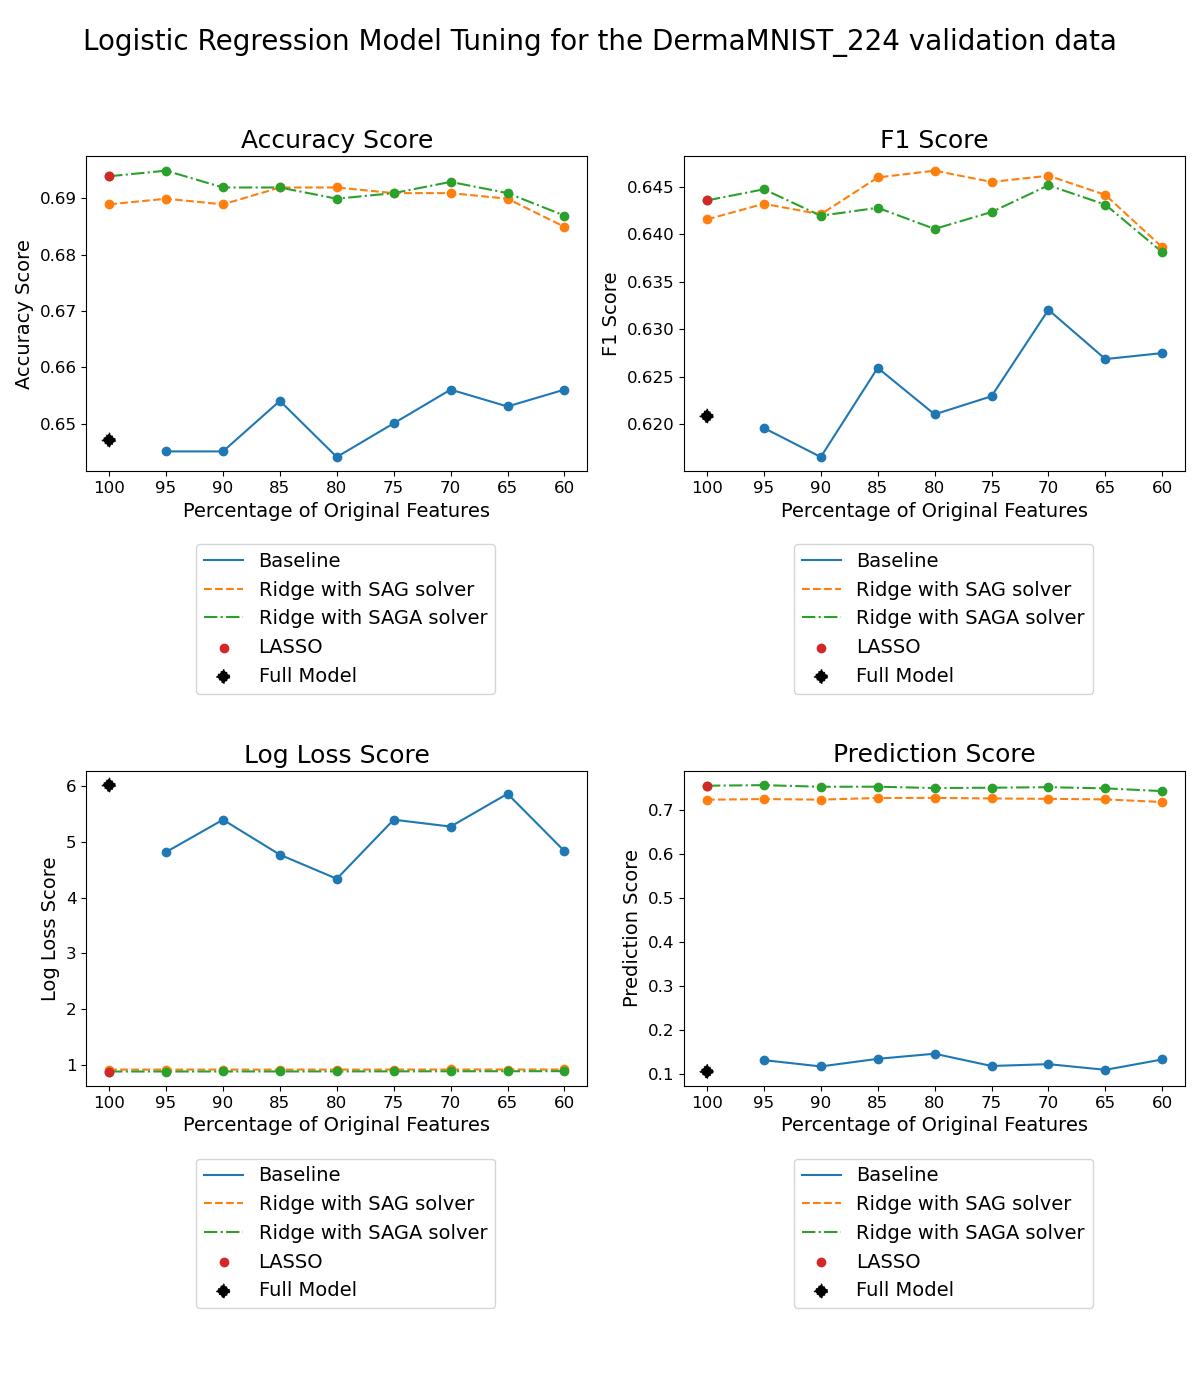 Logistic Regression Model Tuning for the DermaMNIST_224 validation data
Accuracy Score
Accuracy Score
0.69
0.68
0.67
0.66
0.65
100 95 90 85 80 75 70 65 60
Percentage of Original Features
Baseline
Ridge with SAG solver
Ridge with SAGA solver
LASSO
Full Model
F1 Score
F1 Score
0.645
0.640
0.635
0.630
0.625
0.620
100 95 90 85 80 75 70 65 60
Percentage of Original Features
Baseline
Ridge with SAG solver
Ridge with SAGA solver
LASSO
Full Model
Log Loss Score
Log Loss Score
6
5
4
3
2
1
100 95 90 85 80 75 70 65 60
Percentage of Original Features
Baseline
Ridge with SAG solver
Ridge with SAGA solver
LASSO
Full Model
Prediction Score
Prediction Score
0.7
0.6
0.5
0.4
0.3
0.2
0.1
100 95 90 85 80 75 70 65 60
Percentage of Original Features
Baseline
Ridge with SAG solver
Ridge with SAGA solver
LASSO
Full Model